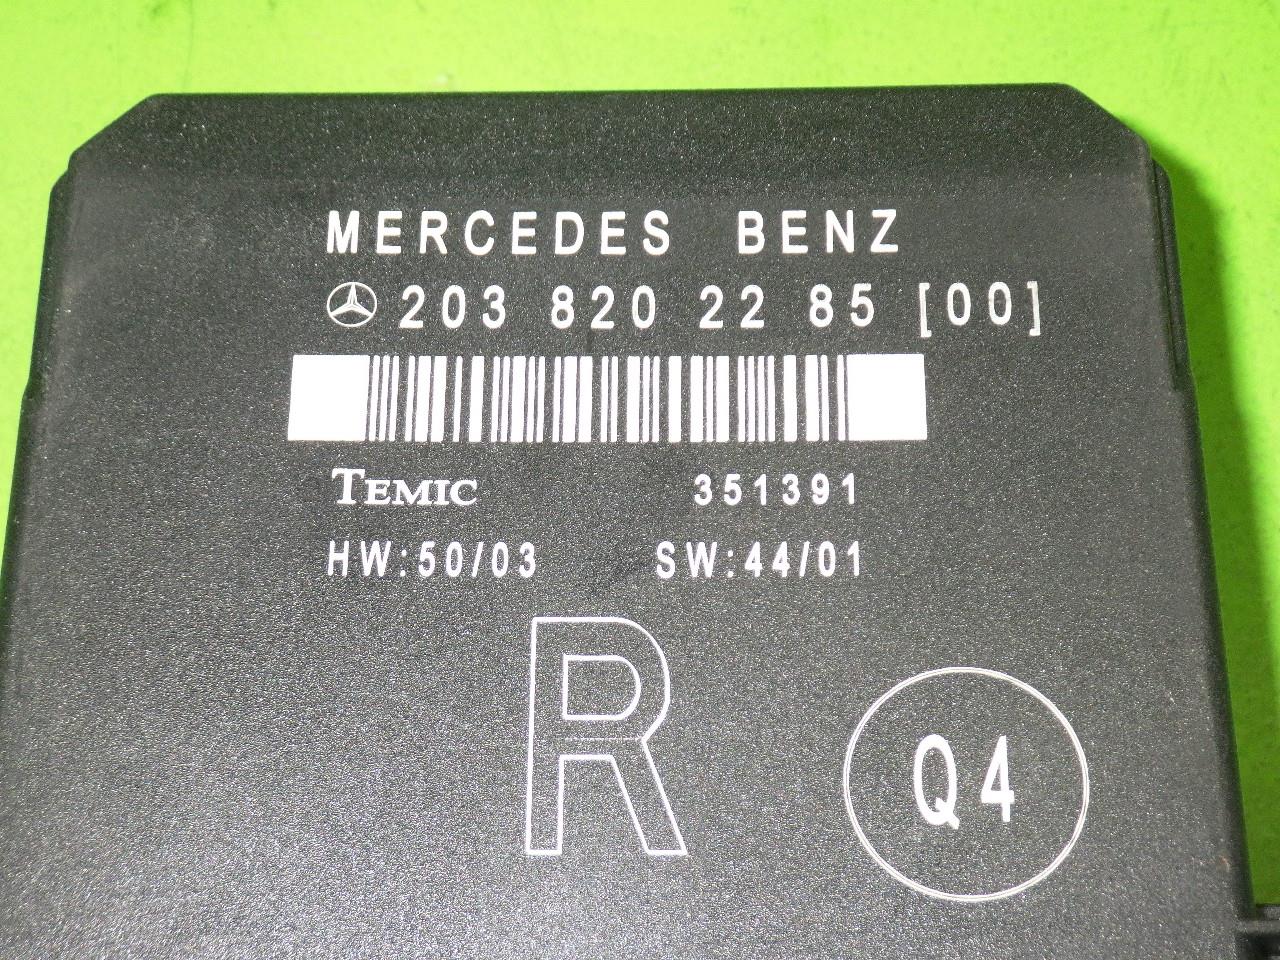 MERCEDES BENZ
203 820 22 85 [00]
TEMIC 351391
HW:50/03 SW:44/01
R
Q4